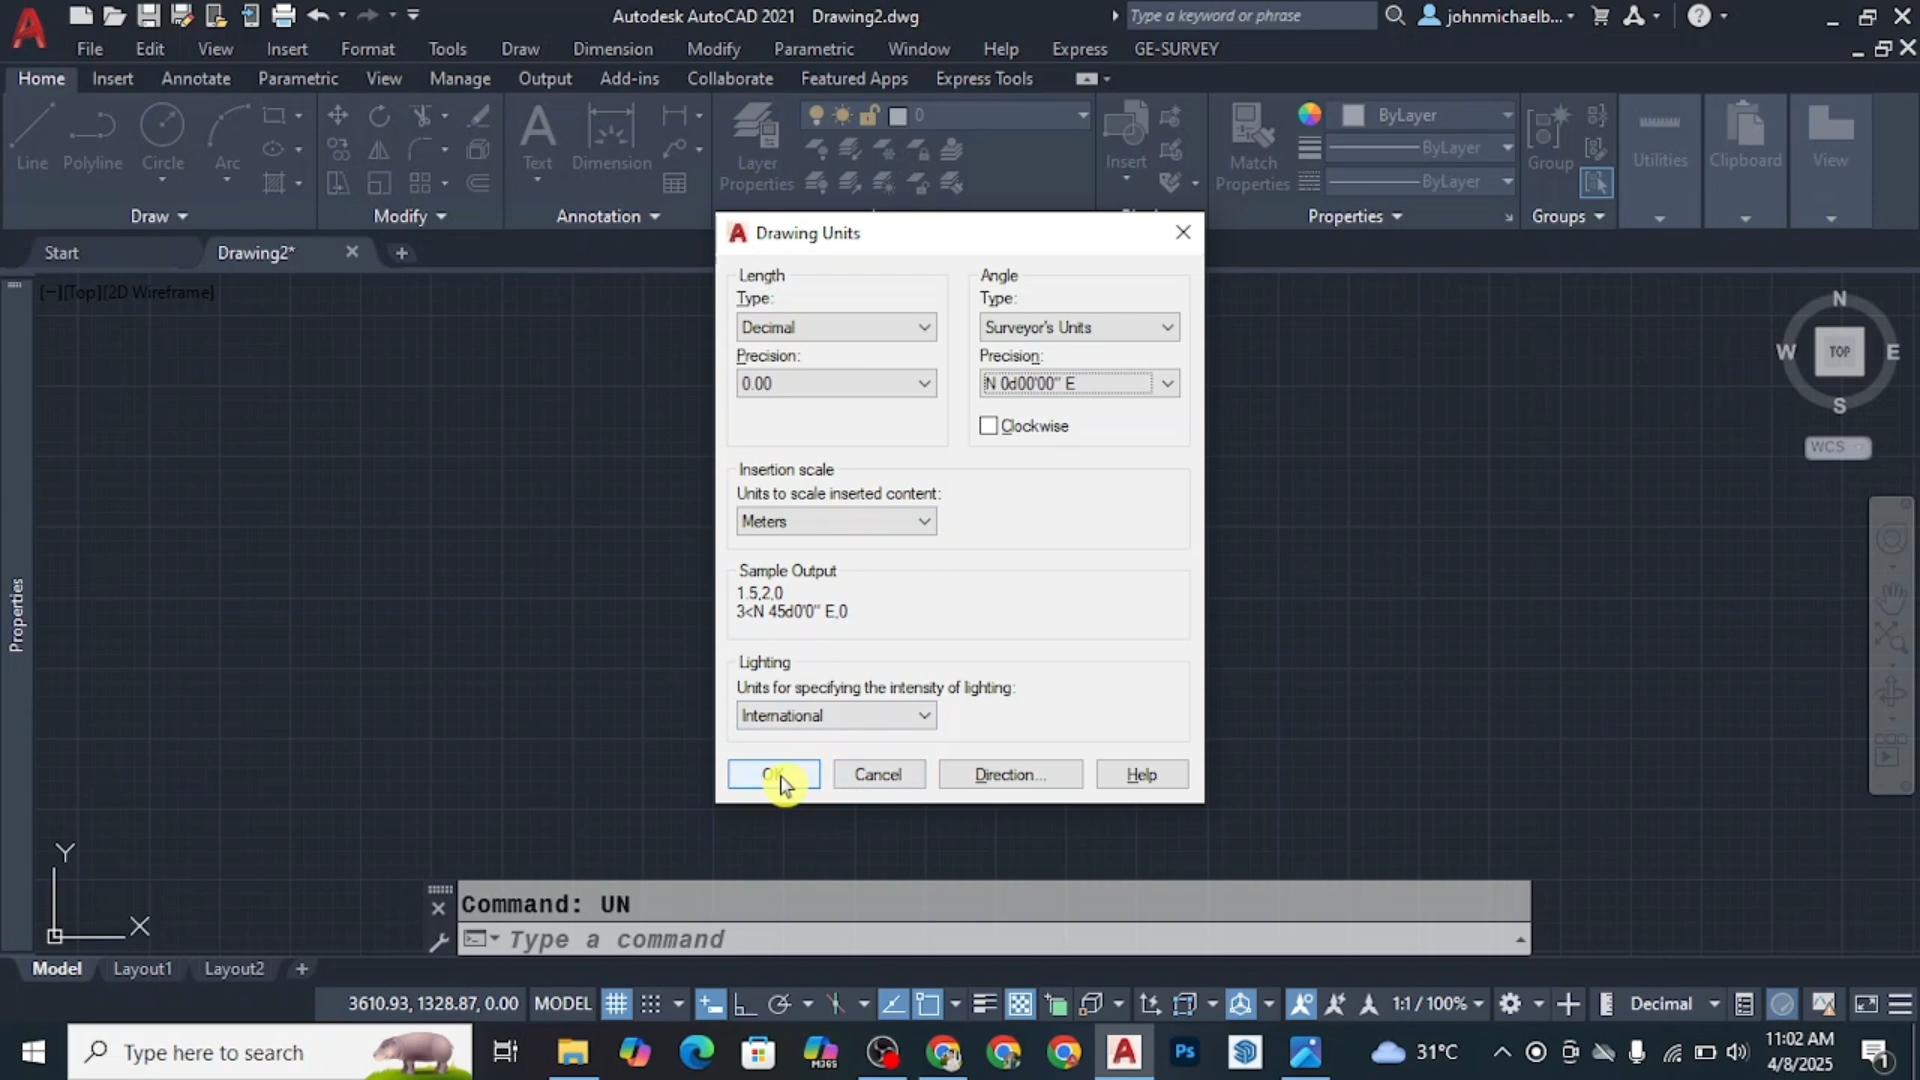 Autodesk AutoCAD 2021 Drawing2.dwg
Type a keyword or phrase
johnmichaelb...
File Edit View Insert Format Tools Draw Dimension Modify Parametric Window Help Express GE-SURVEY
Home Insert Annotate Parametric View Manage Output Add-ins Collaborate Featured Apps Express Tools
Line Polyline Circle Arc
Text Dimension
Layer
Properties
0
Insert
Match
Properties
ByLayer
ByLayer
ByLayer
Group
Utilities
Clipboard
View
Draw Modify Annotation Properties Groups
Start Drawing2*
[−][Top][2D Wireframe]
Drawing Units
Length
Type:
Decimal
Precision:
0.00
Angle
Type:
Surveyor's Units
Precision:
N 0d00'00" E
Clockwise
Insertion scale
Units to scale inserted content:
Meters
Sample Output
1.5,2,0
3<N 45d0'0" E,0
Lighting
Units for specifying the intensity of lighting:
International
OK Cancel Direction... Help
N
W TOP E
S
WCS
Properties
Y
X
Command: UN
Type a command
Model Layout1 Layout2
3610.93, 1328.87, 0.00 MODEL 1:1 / 100% Decimal
Type here to search
M365
Ps
31°C
11:02 AM
4/8/2025
1